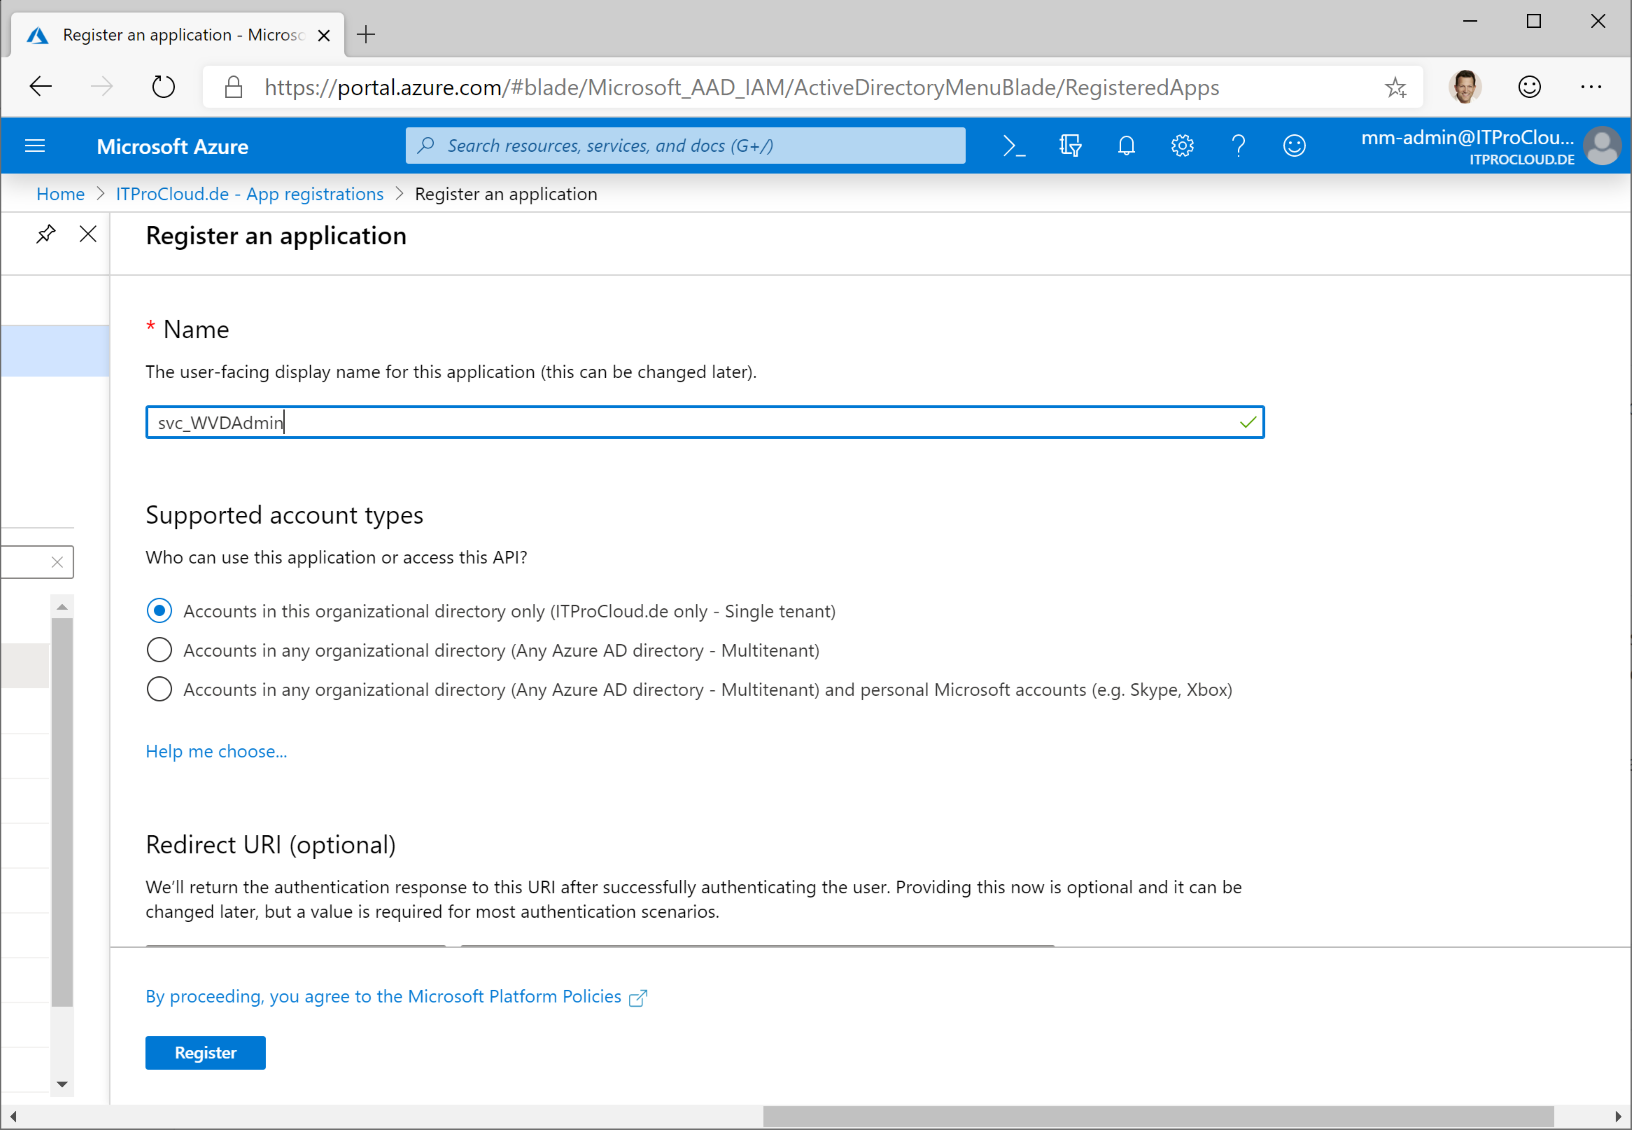 Register an application - Micros
https://portal.azure.com/#blade/Microsoft_AAD_IAM/ActiveDirectoryMenuBlade/RegisteredApps
Microsoft Azure
Search resources, services, and docs (G+/)
mm-admin@ITProClou...
ITPROCLOUD.DE
Home > ITProCloud.de - App registrations > Register an application
Register an application
* Name
The user-facing display name for this application (this can be changed later).
svc_WVDAdmin
Supported account types
Who can use this application or access this API?
Accounts in this organizational directory only (ITProCloud.de only - Single tenant)
Accounts in any organizational directory (Any Azure AD directory - Multitenant)
Accounts in any organizational directory (Any Azure AD directory - Multitenant) and personal Microsoft accounts (e.g. Skype, Xbox)
Help me choose...
Redirect URI (optional)
We'll return the authentication response to this URI after successfully authenticating the user. Providing this now is optional and it can be
changed later, but a value is required for most authentication scenarios.
By proceeding, you agree to the Microsoft Platform Policies
Register